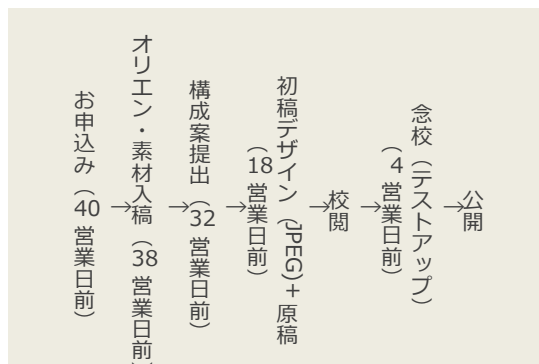 お申込み（40営業日前）
→
オリエン・素材入稿（38営業日前）
→
構成案提出（32営業日前）
→
初稿デザイン（JPEG)＋原稿
（18営業日前）
→
校閲
→
念校（テストアップ）
（4営業日前）
→
公開